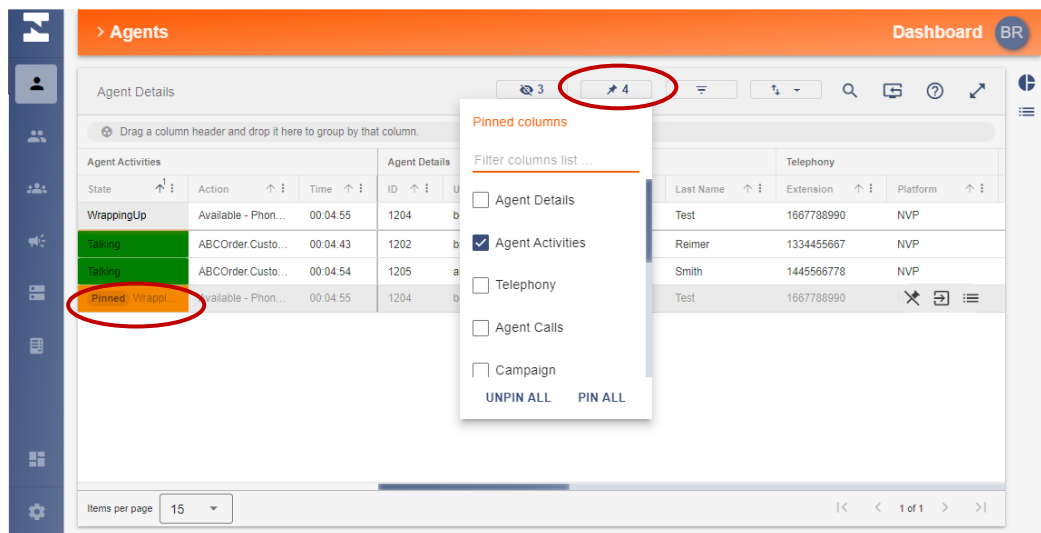 > Agents
Dashboard
BR
Agent Details
3
4
Drag a column header and drop it here to group by that column.
Pinned columns
Filter columns list ...
Agent Details
Agent Activities
Telephony
Agent Calls
Campaign
UNPIN ALL PIN ALL
Agent Activities Agent Details Telephony
State 1 Action Time ID U Last Name Extension Platform
WrappingUp Available - Phon... 00:04:55 1204 b Test 1667788990 NVP
Talking ABCOrder.Custo... 00:04:43 1202 b Reimer 1334455667 NVP
Talking ABCOrder.Custo... 00:04:54 1205 a Smith 1445566778 NVP
Pinned Wrappi... Available - Phon... 00:04:55 1204 b Test 1667788990
Items per page 15
1 of 1